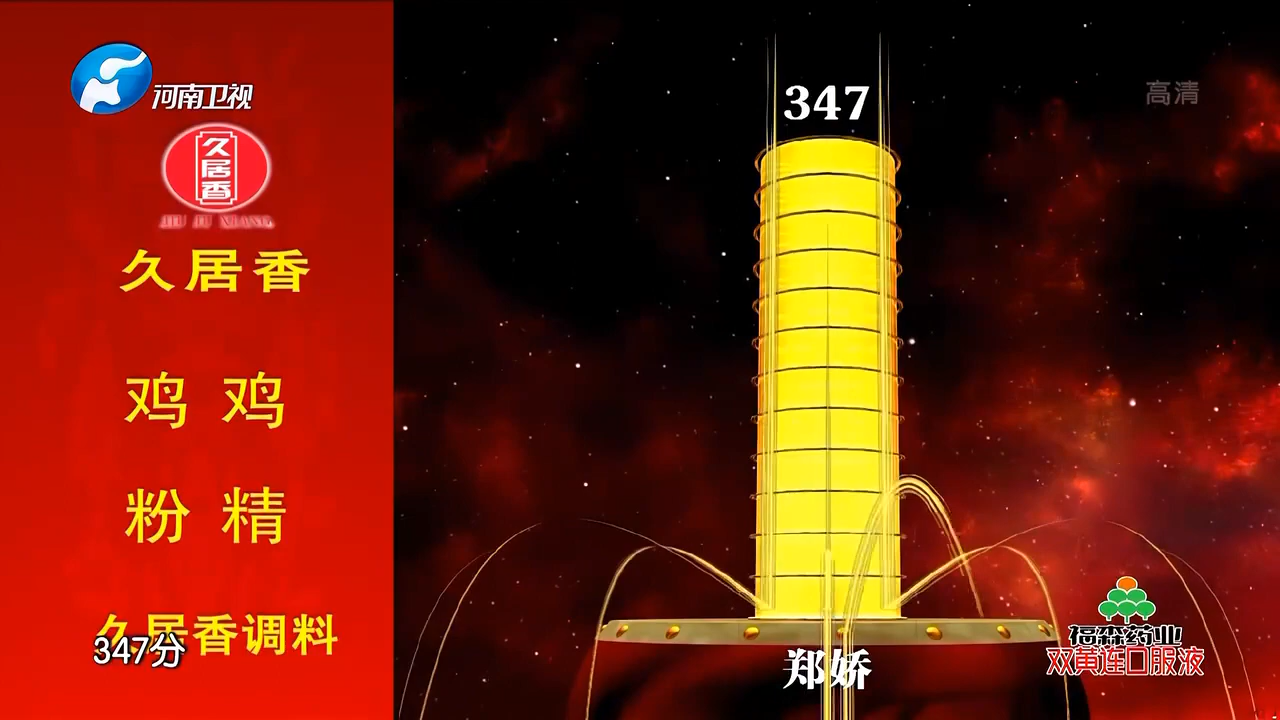 河南卫视
久居香
JIU JU XIANG
久居香
鸡 鸡
粉 精
久居香调料
347分
347
高清
郑娇
福森药业
双黄连口服液